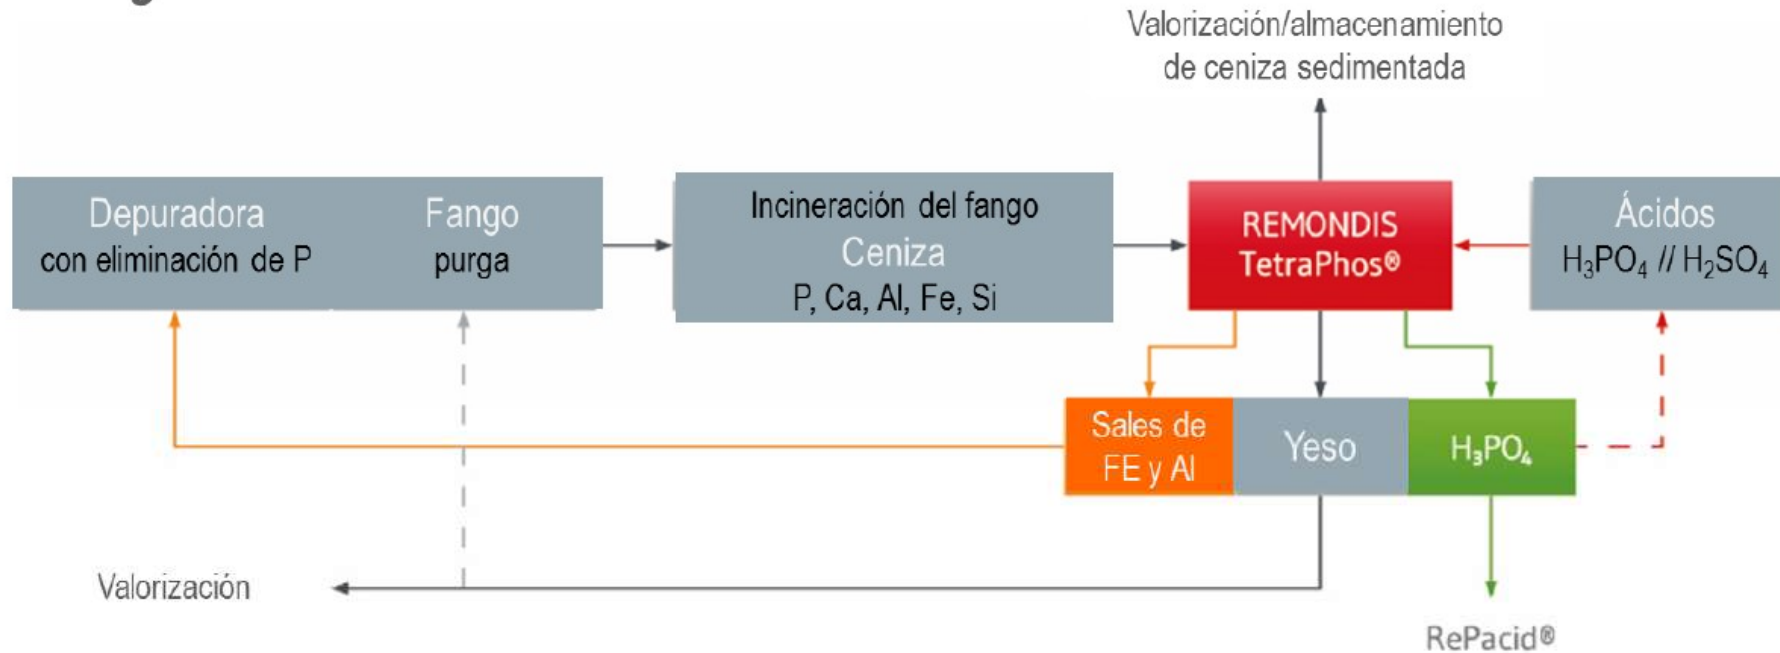 Valorización/almacenamiento
de ceniza sedimentada
Depuradora
con eliminación de P
Fango
purga
Incineración del fango
Ceniza
P, Ca, Al, Fe, Si
REMONDIS
TetraPhos®
Ácidos
H₃PO₄ // H₂SO₄
Sales de
FE y Al
Yeso
H₃PO₄
Valorización
RePacid®